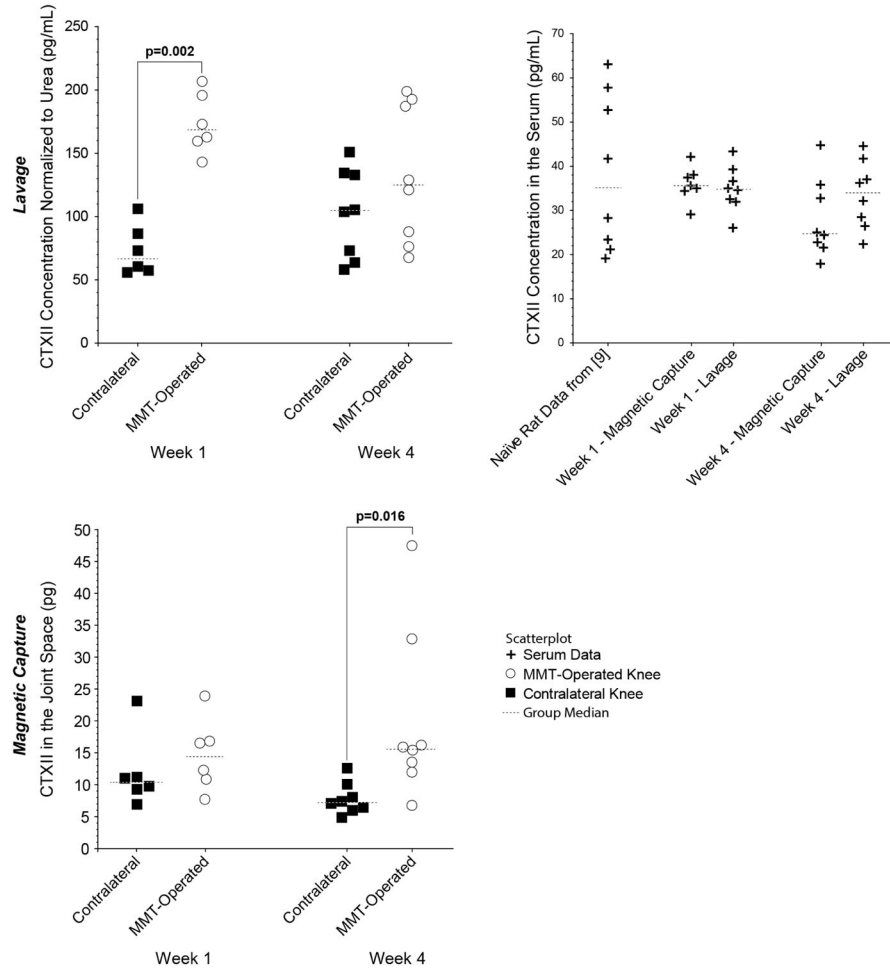 Lavage
CTXII Concentration Normalized to Urea (pg/mL)
250
200
150
100
50
0
p=0.002
Contralateral
MMT-Operated
Contralateral
MMT-Operated
Week 1
Week 4
CTXII Concentration in the Serum (pg/mL)
70
60
50
40
30
20
10
0
Naïve Rat Data from [9]
Week 1 - Magnetic Capture
Week 1 - Lavage
Week 4 - Magnetic Capture
Week 4 - Lavage
Magnetic Capture
CTXII in the Joint Space (pg)
50
45
40
35
30
25
20
15
10
5
0
p=0.016
Contralateral
MMT-Operated
Contralateral
MMT-Operated
Week 1
Week 4
Scatterplot
Serum Data
MMT-Operated Knee
Contralateral Knee
Group Median